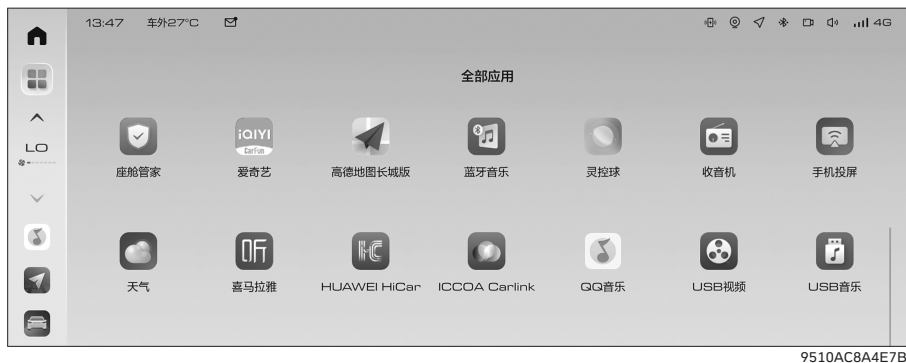 13:47 车外27°C 4G
全部应用
LO
iQIYI
CarFun
座舱管家 爱奇艺 高德地图长城版 蓝牙音乐 灵控球 收音机 手机投屏
听
HC
天气 喜马拉雅 HUAWEI HiCar ICCOA Carlink QQ音乐 USB视频 USB音乐
9510AC8A4E7B